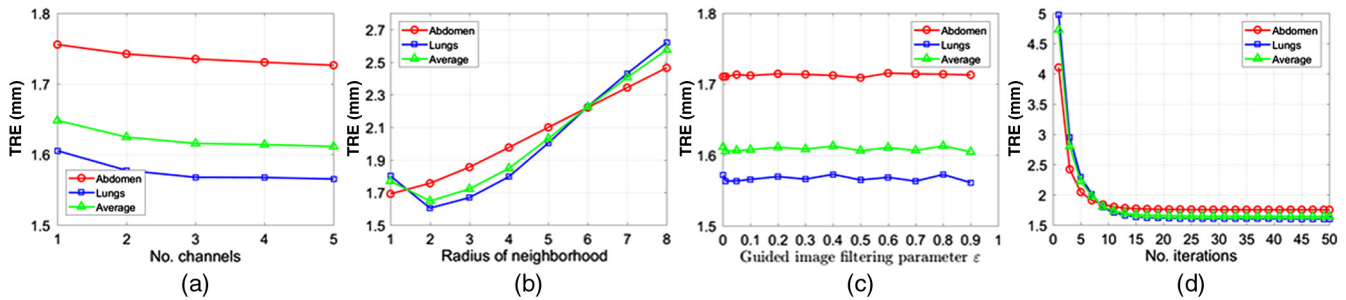 TRE (mm)
1.8
1.7
1.6
1.5
Abdomen
Lungs
Average
1 2 3 4 5
No. channels
(a)
TRE (mm)
2.7
2.5
2.3
2.1
1.9
1.7
1.5
Abdomen
Lungs
Average
1 2 3 4 5 6 7 8
Radius of neighborhood
(b)
TRE (mm)
1.8
1.7
1.6
1.5
Abdomen
Lungs
Average
0 0.1 0.2 0.3 0.4 0.5 0.6 0.7 0.8 0.9 1
Guided image filtering parameter ε
(c)
TRE (mm)
5
4.5
4
3.5
3
2.5
2
1.5
Abdomen
Lungs
Average
0 5 10 15 20 25 30 35 40 45 50
No. iterations
(d)